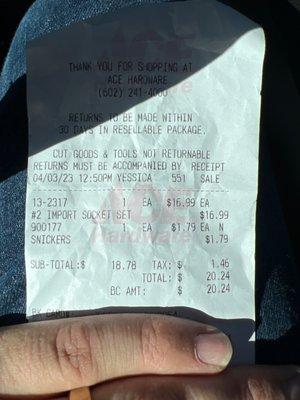 THANK YOU FOR SHOPPING AT
ACE HARDWARE
(602) 241-4000
RETURNS TO BE MADE WITHIN
30 DAYS IN RESELLABLE PACKAGE.
CUT GOODS & TOOLS NOT RETURNABLE
RETURNS MUST BE ACCOMPANIED BY RECEIPT
04/03/23 12:50PM YESSICA 551 SALE
13-2317 1 EA $16.99 EA
#2 IMPORT SOCKET SET $16.99
900177 1 EA $1.79 EA N
SNICKERS $1.79
SUB-TOTAL:$ 18.78 TAX: $ 1.46
TOTAL: $ 20.24
BC AMT: $ 20.24